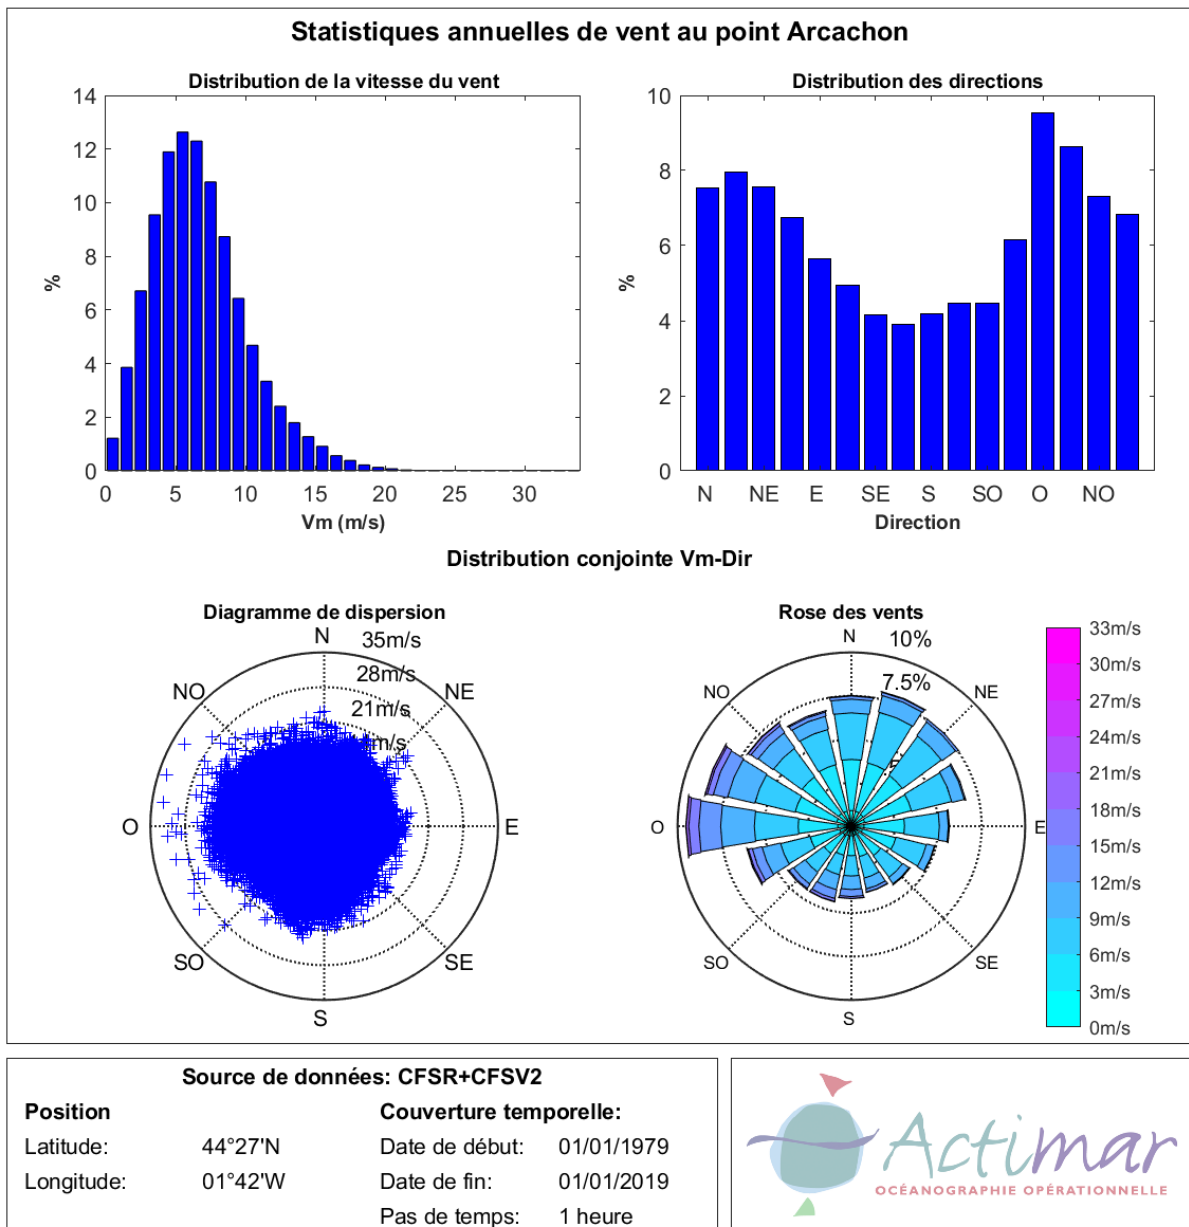 Statistiques annuelles de vent au point Arcachon
Distribution de la vitesse du vent
14
12
10
8
6
4
2
0
%
0 5 10 15 20 25 30
Vm (m/s)
Distribution des directions
10
8
6
4
2
0
%
N NE E SE S SO O NO
Direction
Distribution conjointe Vm-Dir
Diagramme de dispersion
N
35m/s
28m/s
21m/s
m/s
NO
NE
O
E
SO
SE
S
Rose des vents
N
10%
7.5%
NO
NE
O
E
SO
SE
S
33m/s
30m/s
27m/s
24m/s
21m/s
18m/s
15m/s
12m/s
9m/s
6m/s
3m/s
0m/s
Source de données: CFSR+CFSV2
Position
Latitude: 44°27'N
Longitude: 01°42'W
Couverture temporelle:
Date de début: 01/01/1979
Date de fin: 01/01/2019
Pas de temps: 1 heure
Actimar
OCÉANOGRAPHIE OPÉRATIONNELLE